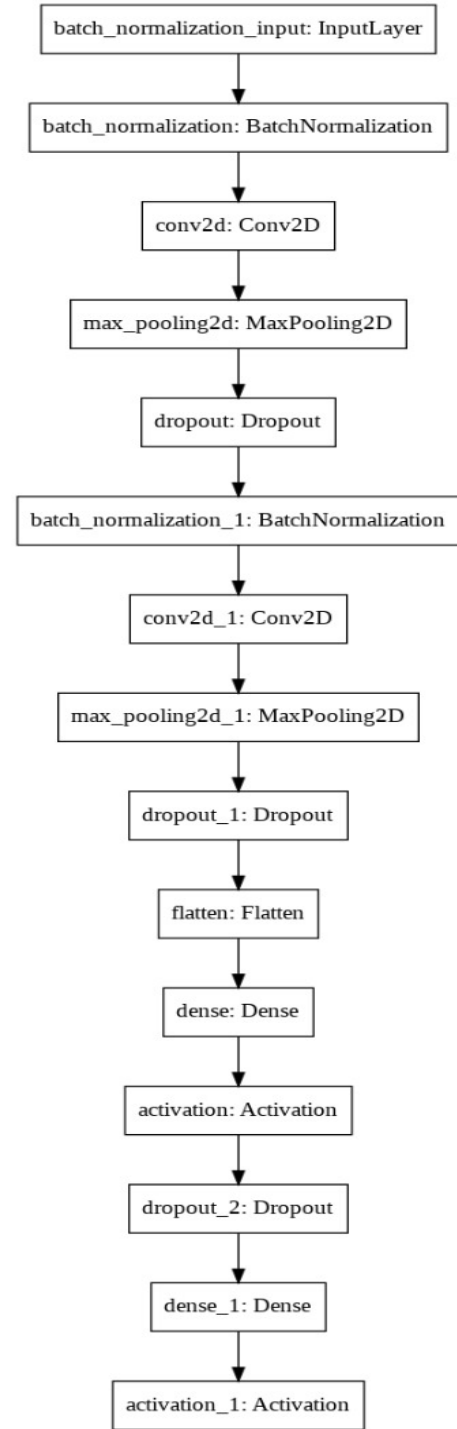 batch_normalization_input: InputLayer
batch_normalization: BatchNormalization
conv2d: Conv2D
max_pooling2d: MaxPooling2D
dropout: Dropout
batch_normalization_1: BatchNormalization
conv2d_1: Conv2D
max_pooling2d_1: MaxPooling2D
dropout_1: Dropout
flatten: Flatten
dense: Dense
activation: Activation
dropout_2: Dropout
dense_1: Dense
activation_1: Activation